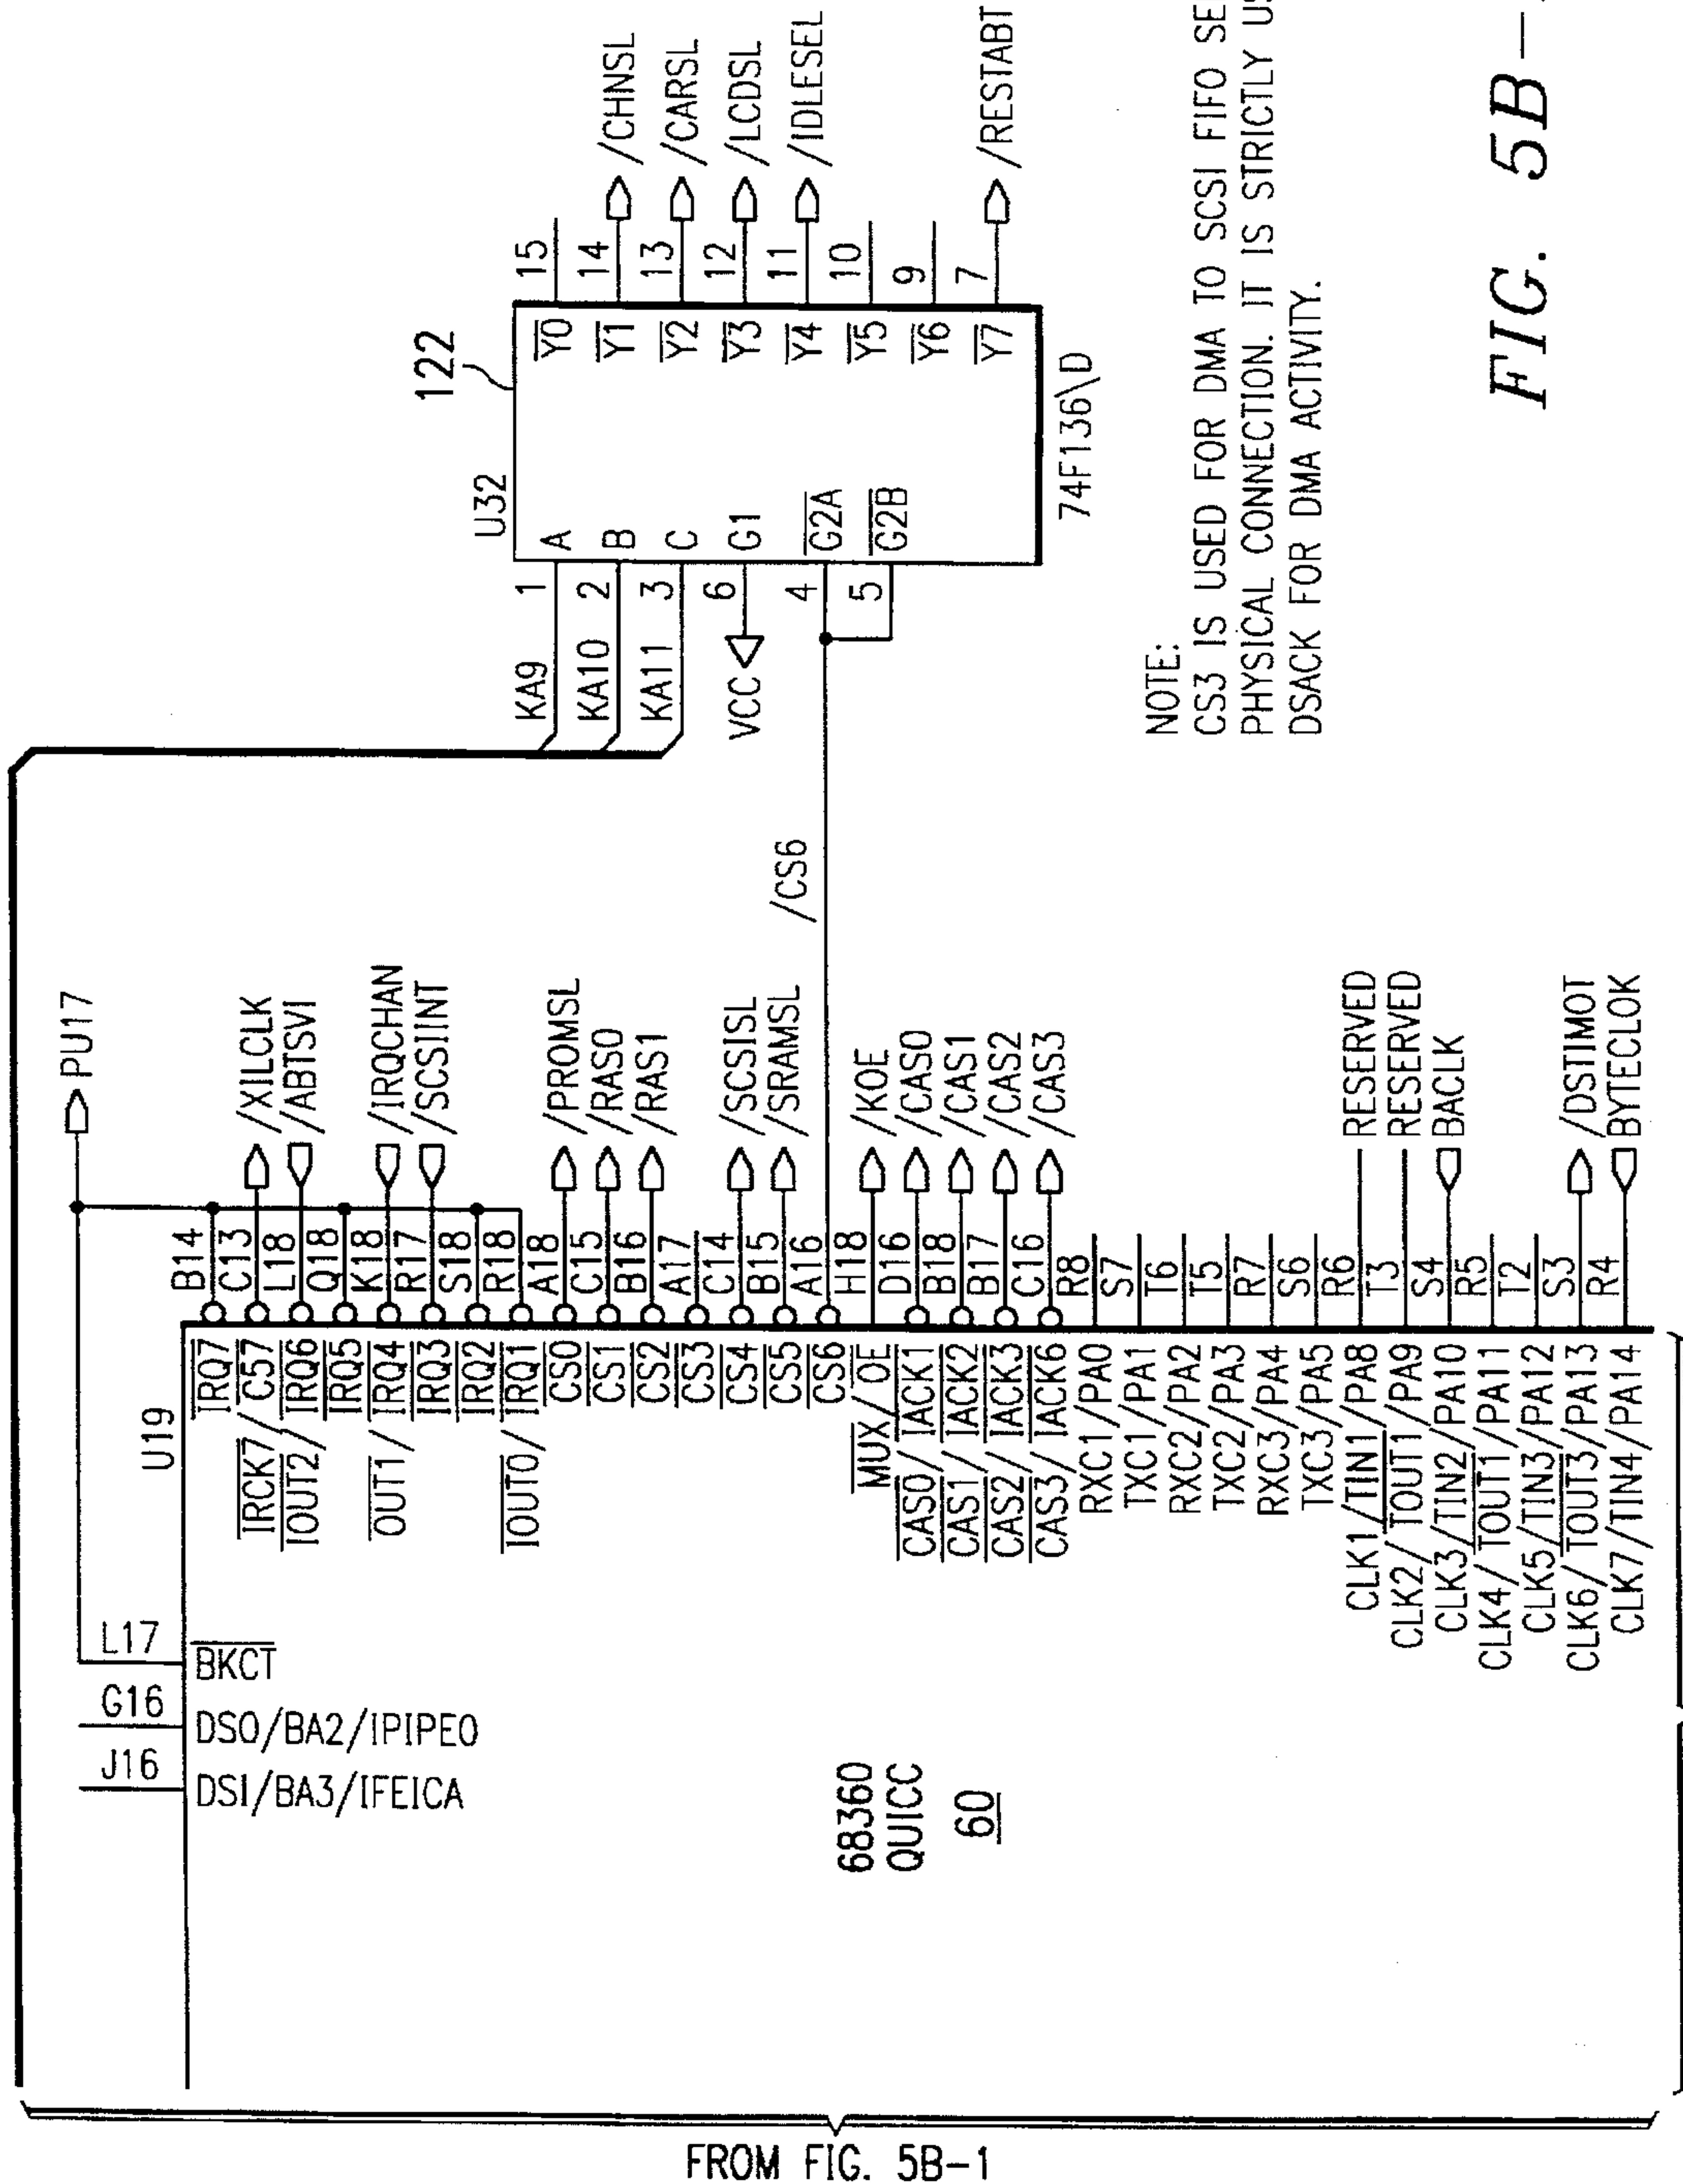 PU17
L17
BKCT
G16
DS0/BA2/IPIPE0
J16
DSI/BA3/IFEICA
U19
IRQ7 B14
IRCK7/C57 C13 /XILCLK
IOUT2/IRQ6 L18 /ABTSVI
IRQ5 Q18
OUT1/IRQ4 K18 /IRQCHAN
IRQ3 R17 /SCSIINT
IRQ2 S18
IOUT0/IRQ1 R18
CS0 A18 /PROMSL
CS1 C15 /RAS0
CS2 B16 /RAS1
CS3 A17
CS4 C14 /SCSISL
CS5 B15 /SRAMSL
CS6 A16 /CS6
MUX/OE H18 /KOE
CAS0/IACK1 D16 /CAS0
CAS1/IACK2 B18 /CAS1
CAS2/IACK3 B17 /CAS2
CAS3/IACK6 C16 /CAS3
RXC1/PA0 R8
TXC1/PA1 S7
RXC2/PA2 T6
TXC2/PA3 T5
RXC3/PA4 R7
TXC3/PA5 S6
CLK1/TIN1/PA8 R6 RESERVED
CLK2/TOUT1/PA9 T3 RESERVED
CLK3/TIN2/PA10 S4 BACLK
CLK4/TOUT1/PA11 R5
CLK5/TIN3/PA12 T2
CLK6/TOUT3/PA13 S3 /DSTIMOT
CLK7/TIN4/PA14 R4 BYTECLOK
68360
QUICC
60
U32
122
KA9 1 A
KA10 2 B
KA11 3 C
VCC 6 G1
4 G2A
5 G2B
Y0 15
Y1 14 /CHNSL
Y2 13 /CARSL
Y3 12 /LCDSL
Y4 11 /IDLESEL
Y5 10
Y6 9
Y7 7 /RESTABT
74F136\D
NOTE:
CS3 IS USED FOR DMA TO SCSI FIFO SE
PHYSICAL CONNECTION. IT IS STRICTLY US
DSACK FOR DMA ACTIVITY.
FIG. 5B-
FROM FIG. 5B-1